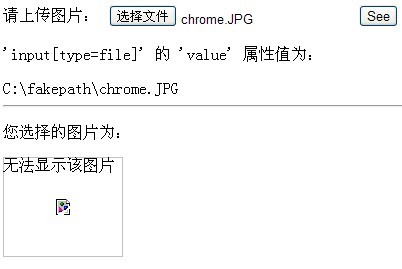 请上传图片： 选择文件 chrome.JPG See
'input[type=file]' 的 'value' 属性值为：
C:\fakepath\chrome.JPG
您选择的图片为：
无法显示该图片